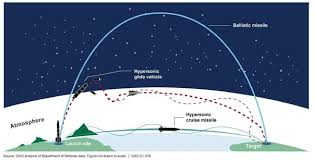 Ballistic missile
Hypersonic
glide vehicle
Hypersonic
cruise missile
Atmosphere
Launch site
Target
Source: GAO analysis of Department of Defense data. Figure not drawn to scale. | GAO-21-378